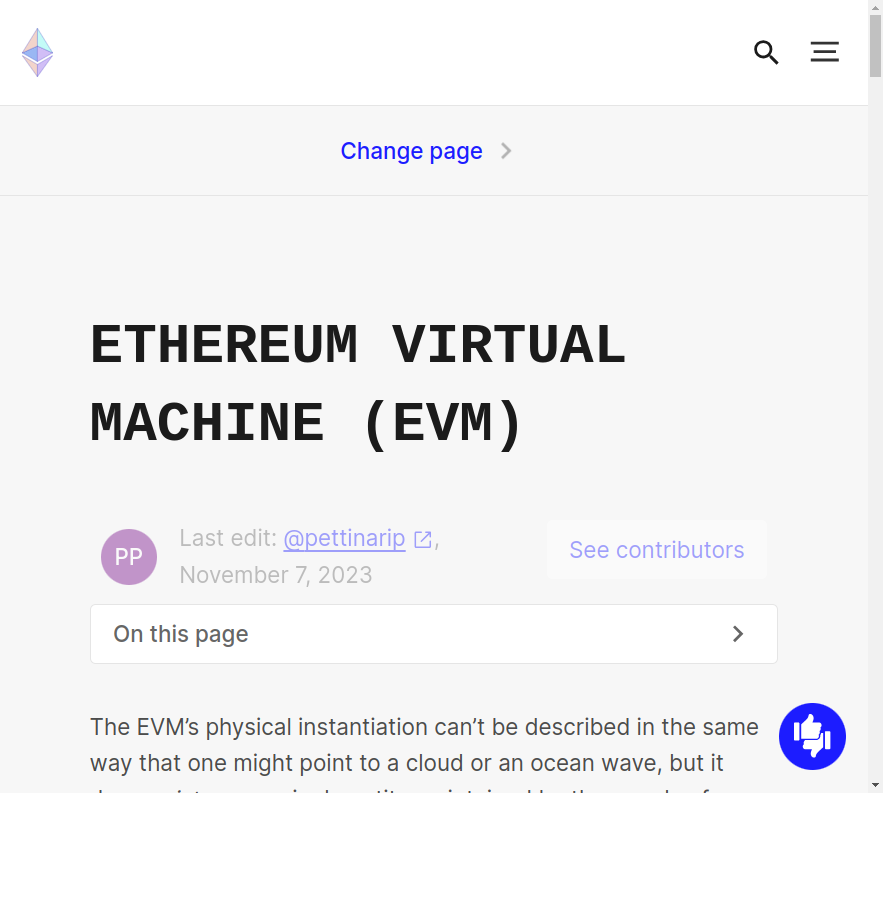 Change page
ETHEREUM VIRTUAL
MACHINE (EVM)
PP
Last edit: @pettinarip,
November 7, 2023
See contributors
On this page
The EVM’s physical instantiation can’t be described in the same
way that one might point to a cloud or an ocean wave, but it